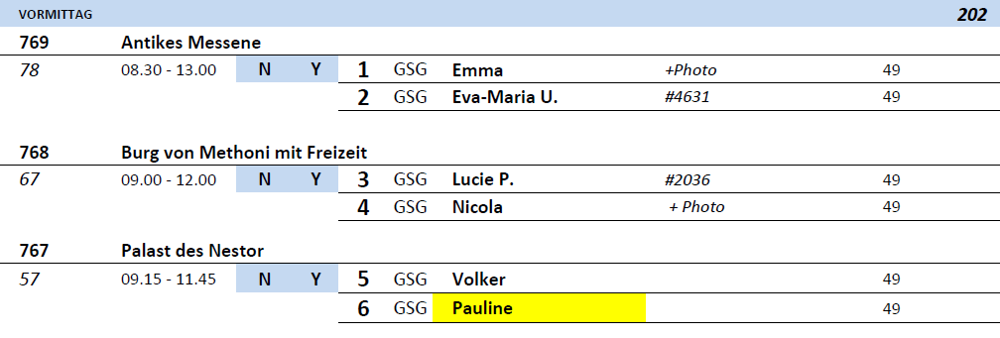 VORMITTAG 202
769 Antikes Messene
78 08.30 - 13.00 N Y 1 GSG Emma +Photo 49
2 GSG Eva-Maria U. #4631 49
768 Burg von Methoni mit Freizeit
67 09.00 - 12.00 N Y 3 GSG Lucie P. #2036 49
4 GSG Nicola + Photo 49
767 Palast des Nestor
57 09.15 - 11.45 N Y 5 GSG Volker 49
6 GSG Pauline 49